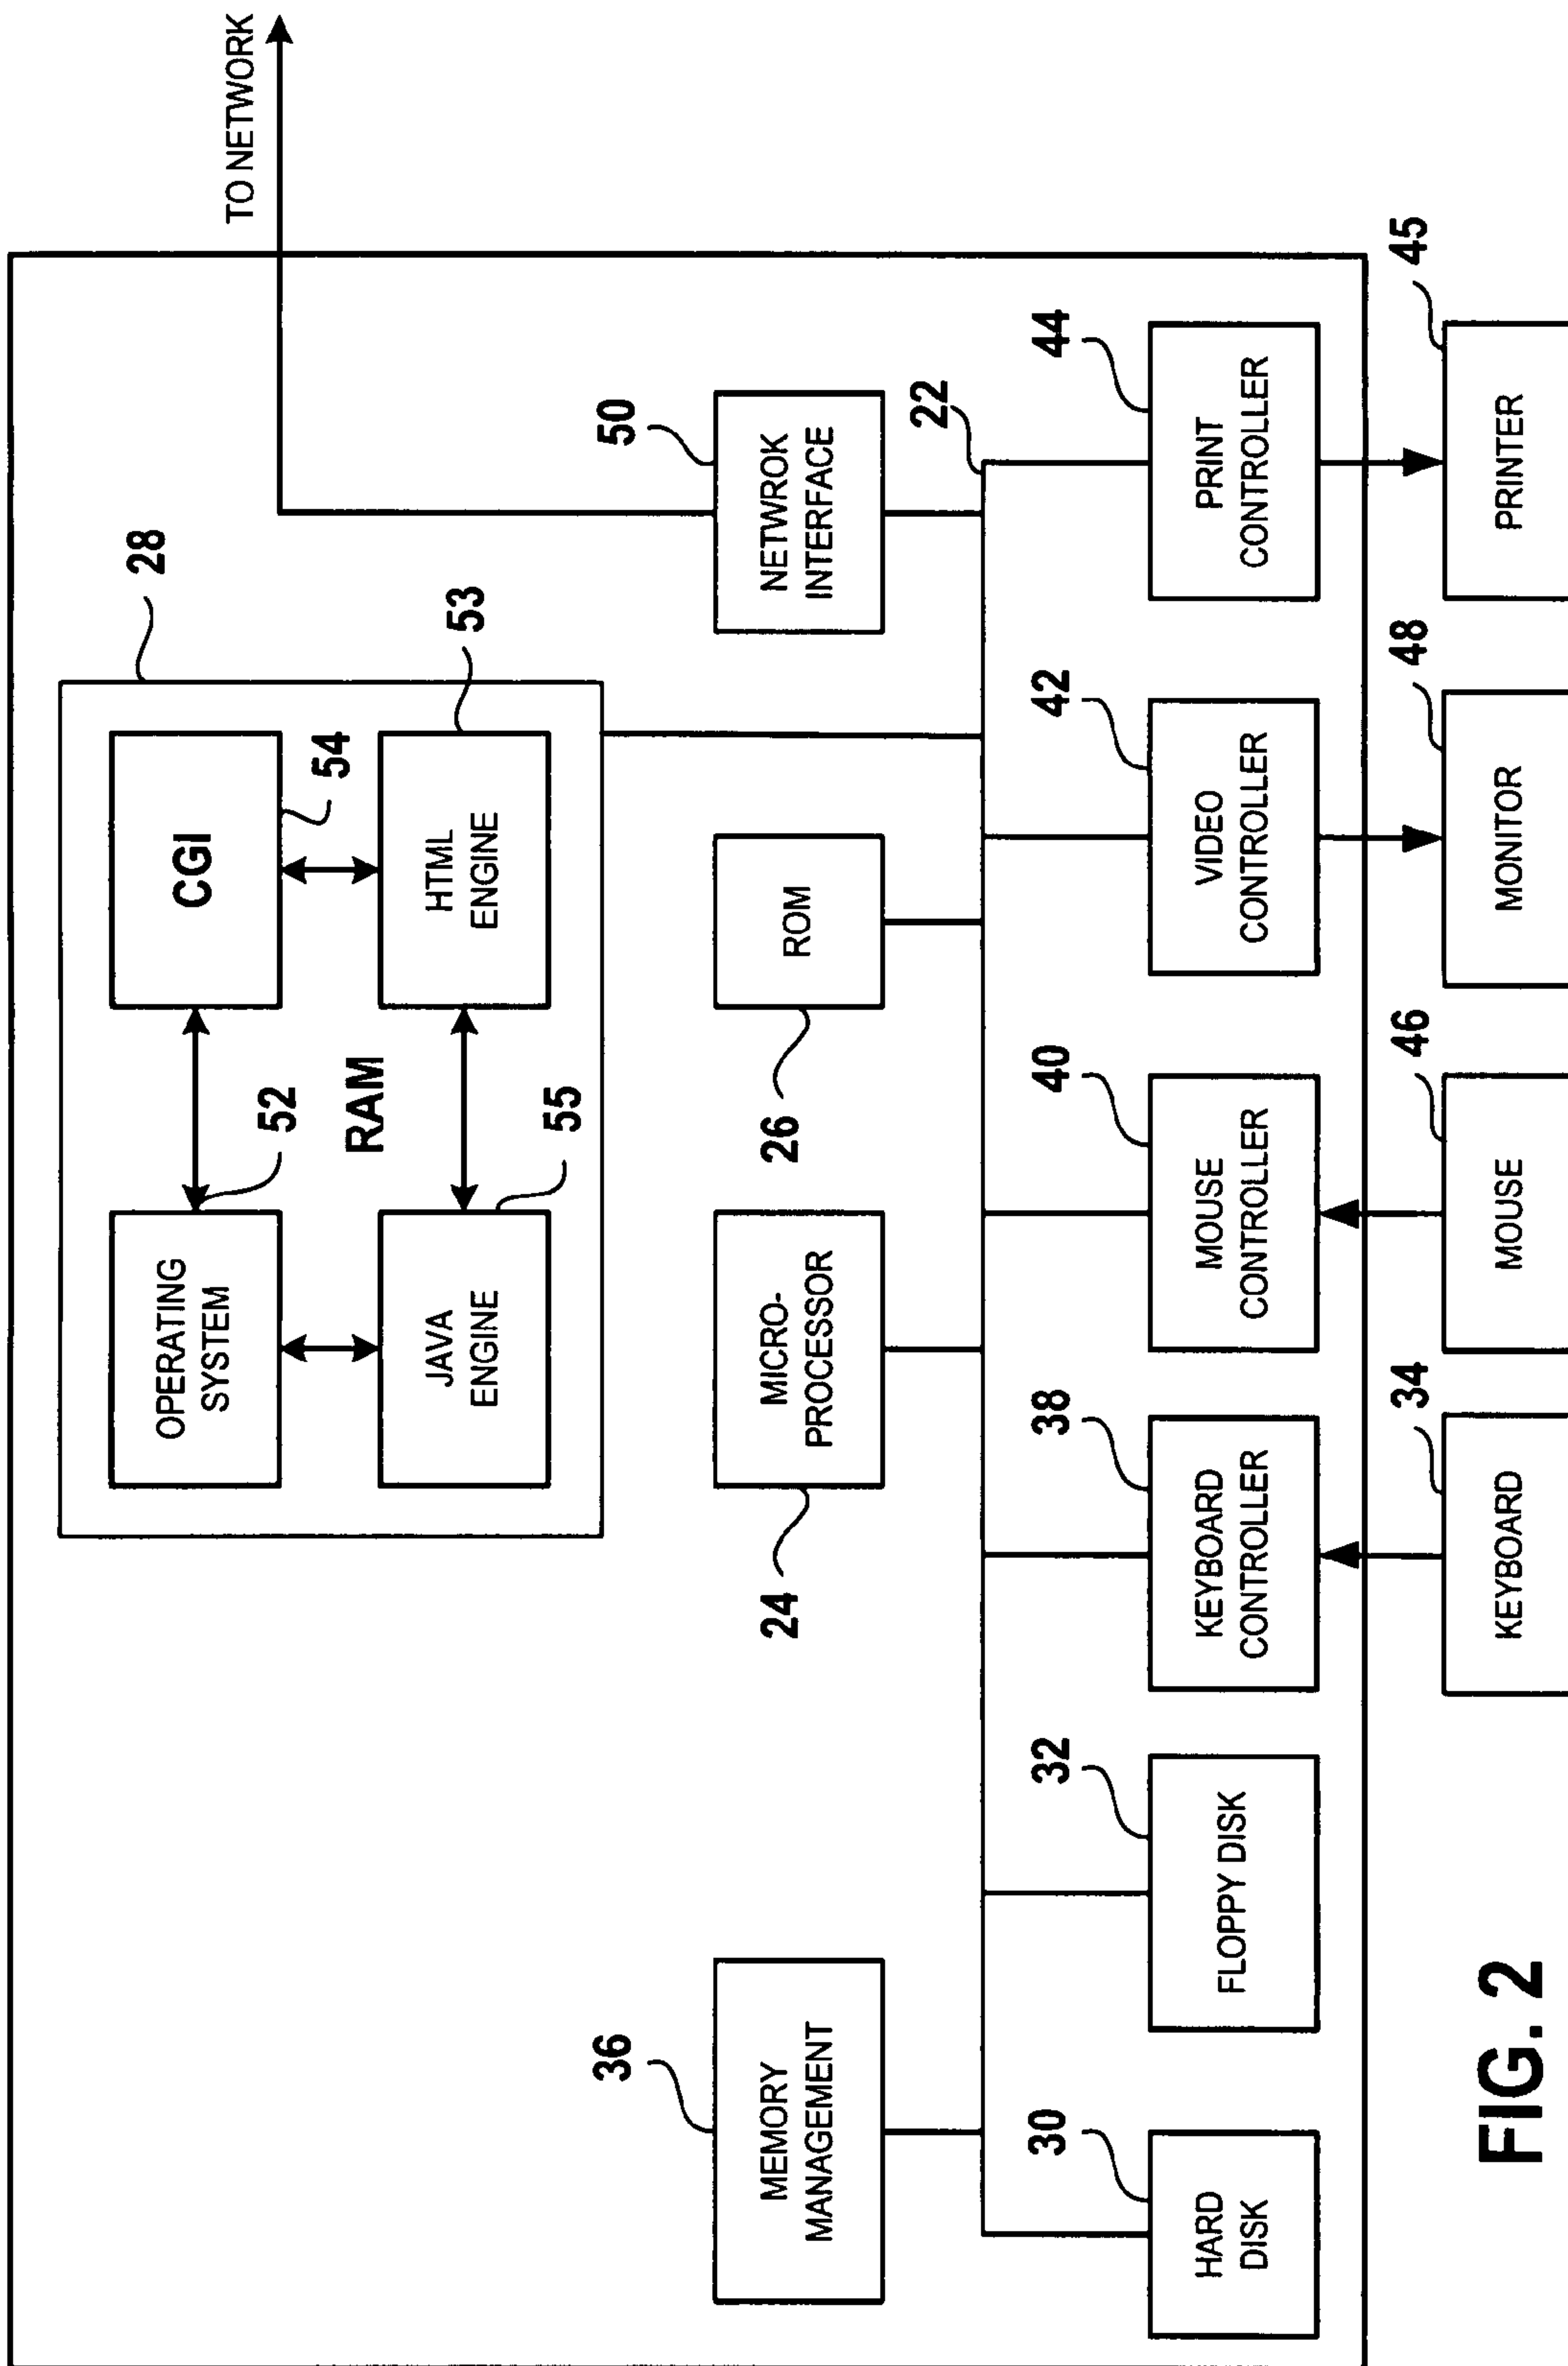 TO NETWORK
28
CGI
54
OPERATING
SYSTEM
52
RAM
HTML
ENGINE
53
JAVA
ENGINE
55
36
MEMORY
MANAGEMENT
24
MICRO-
PROCESSOR
26
ROM
50
NETWROK
INTERFACE
22
30
HARD
DISK
32
FLOPPY DISK
38
KEYBOARD
CONTROLLER
40
MOUSE
CONTROLLER
42
VIDEO
CONTROLLER
44
PRINT
CONTROLLER
34
KEYBOARD
46
MOUSE
48
MONITOR
45
PRINTER
FIG. 2